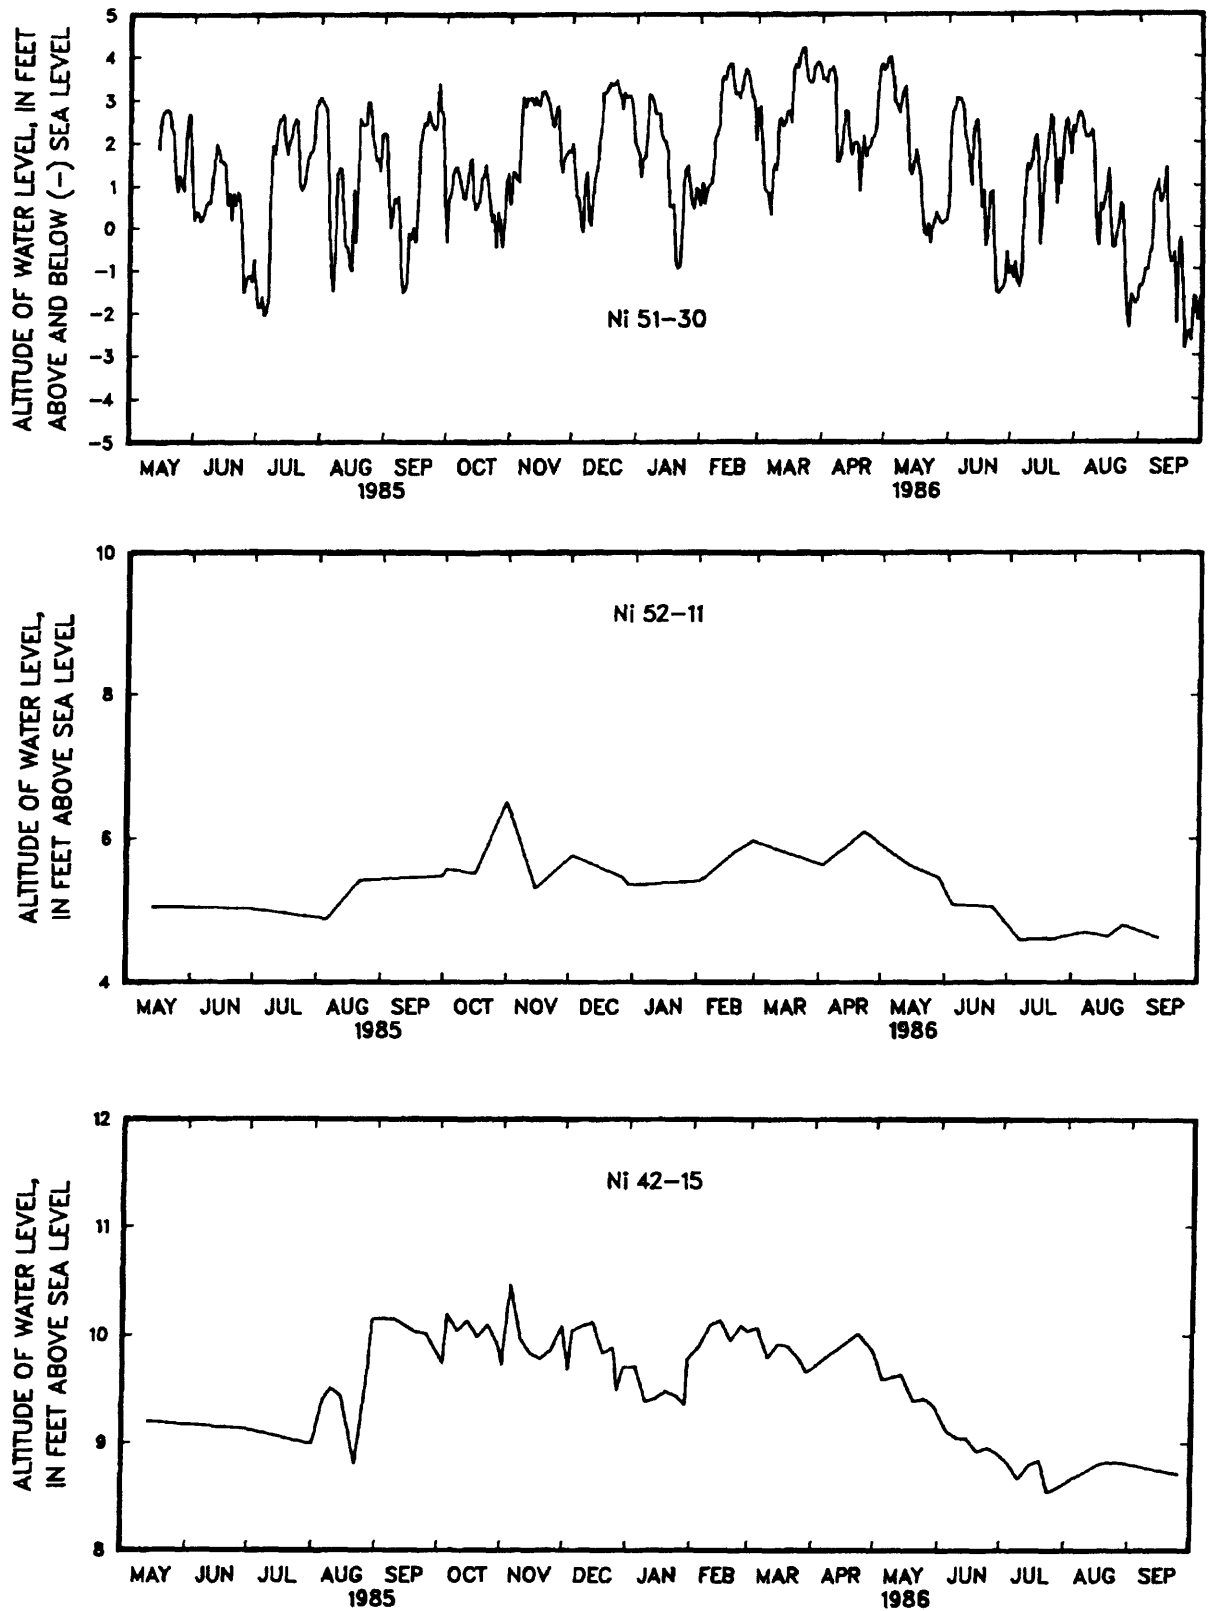 ALTITUDE OF WATER LEVEL, IN FEET
ABOVE AND BELOW (-) SEA LEVEL
5
4
3
2
1
0
-1
-2
-3
-4
-5
Ni 51-30
MAY JUN JUL AUG SEP OCT NOV DEC JAN FEB MAR APR MAY JUN JUL AUG SEP
1985 1986
ALTITUDE OF WATER LEVEL,
IN FEET ABOVE SEA LEVEL
10
8
6
4
Ni 52-11
MAY JUN JUL AUG SEP OCT NOV DEC JAN FEB MAR APR MAY JUN JUL AUG SEP
1985 1986
ALTITUDE OF WATER LEVEL,
IN FEET ABOVE SEA LEVEL
12
11
10
9
8
Ni 42-15
MAY JUN JUL AUG SEP OCT NOV DEC JAN FEB MAR APR MAY JUN JUL AUG SEP
1985 1986